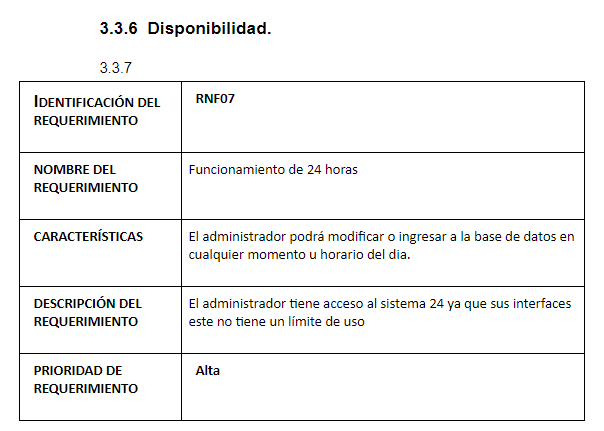 3.3.6 Disponibilidad.
3.3.7
IDENTIFICACIÓN DEL
REQUERIMIENTO
RNF07
NOMBRE DEL
REQUERIMIENTO
Funcionamiento de 24 horas
CARACTERÍSTICAS
El administrador podrá modificar o ingresar a la base de datos en
cualquier momento u horario del dia.
DESCRIPCIÓN DEL
REQUERIMIENTO
El administrador tiene acceso al sistema 24 ya que sus interfaces
este no tiene un límite de uso
PRIORIDAD DE
REQUERIMIENTO
Alta